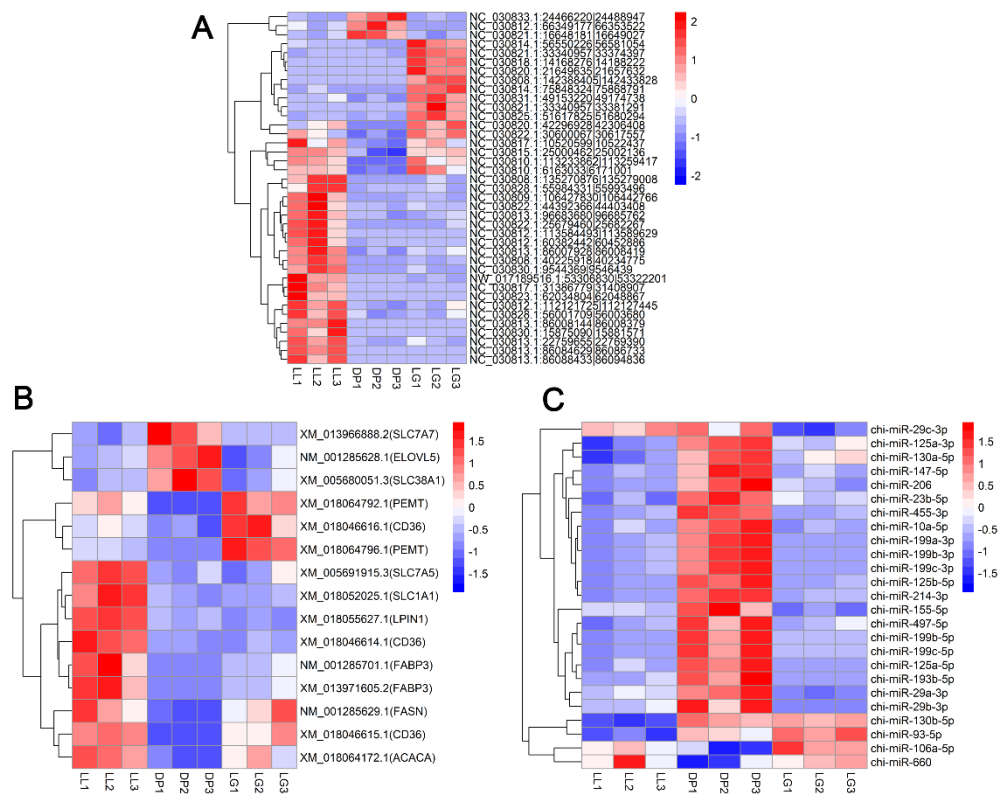 A
NC_030833.1:24466220|24488947
NC_030812.1:66349177|66353522
NC_030821.1:16648181|16649027
NC_030814.1:56550226|56581054
NC_030821.1:33340957|33374397
NC_030818.1:14168276|14188222
NC_030820.1:21649635|21657632
NC_030808.1:142388405|142433828
NC_030814.1:75848324|75868791
NC_030831.1:49153220|49174738
NC_030821.1:33340957|33381291
NC_030825.1:51617825|51680294
NC_030820.1:42296928|42306408
NC_030822.1:30600067|30617557
NC_030817.1:10520599|10522437
NC_030815.1:25000462|25002136
NC_030810.1:113233862|113259417
NC_030810.1:6163033|6171001
NC_030808.1:135270876|135279008
NC_030828.1:55984331|55993496
NC_030809.1:106427830|106442766
NC_030822.1:44392366|44403408
NC_030813.1:96683680|96685762
NC_030822.1:25679460|25682267
NC_030812.1:113584493|113589629
NC_030812.1:60382442|60452886
NC_030813.1:86007928|86008419
NC_030808.1:40225918|40234775
NC_030830.1:9544369|9546439
NW_017189516.1:53306830|53322201
NC_030817.1:31386779|31408907
NC_030823.1:62034804|62048867
NC_030812.1:112121725|112127445
NC_030828.1:56001709|56003680
NC_030813.1:86008144|86008379
NC_030830.1:15875090|15881571
NC_030813.1:22759655|22769390
NC_030813.1:86084629|86086733
NC_030813.1:86088433|86094836
LL1 LL2 LL3 DP1 DP2 DP3 LG1 LG2 LG3
2
1
0
-1
-2
B
XM_013966888.2(SLC7A7)
NM_001285628.1(ELOVL5)
XM_005680051.3(SLC38A1)
XM_018064792.1(PEMT)
XM_018046616.1(CD36)
XM_018064796.1(PEMT)
XM_005691915.3(SLC7A5)
XM_018052025.1(SLC1A1)
XM_018055627.1(LPIN1)
XM_018046614.1(CD36)
NM_001285701.1(FABP3)
XM_013971605.2(FABP3)
NM_001285629.1(FASN)
XM_018046615.1(CD36)
XM_018064172.1(ACACA)
LL1 LL2 LL3 DP1 DP2 DP3 LG1 LG2 LG3
1.5
1
0.5
0
-0.5
-1
-1.5
C
chi-miR-29c-3p
chi-miR-125a-3p
chi-miR-130a-5p
chi-miR-147-5p
chi-miR-206
chi-miR-23b-5p
chi-miR-455-3p
chi-miR-10a-5p
chi-miR-199a-3p
chi-miR-199b-3p
chi-miR-199c-3p
chi-miR-125b-5p
chi-miR-214-3p
chi-miR-155-5p
chi-miR-497-5p
chi-miR-199b-5p
chi-miR-199c-5p
chi-miR-125a-5p
chi-miR-193b-5p
chi-miR-29a-3p
chi-miR-29b-3p
chi-miR-130b-5p
chi-miR-93-5p
chi-miR-106a-5p
chi-miR-660
LL1 LL2 LL3 DP1 DP2 DP3 LG1 LG2 LG3
1.5
1
0.5
0
-0.5
-1
-1.5